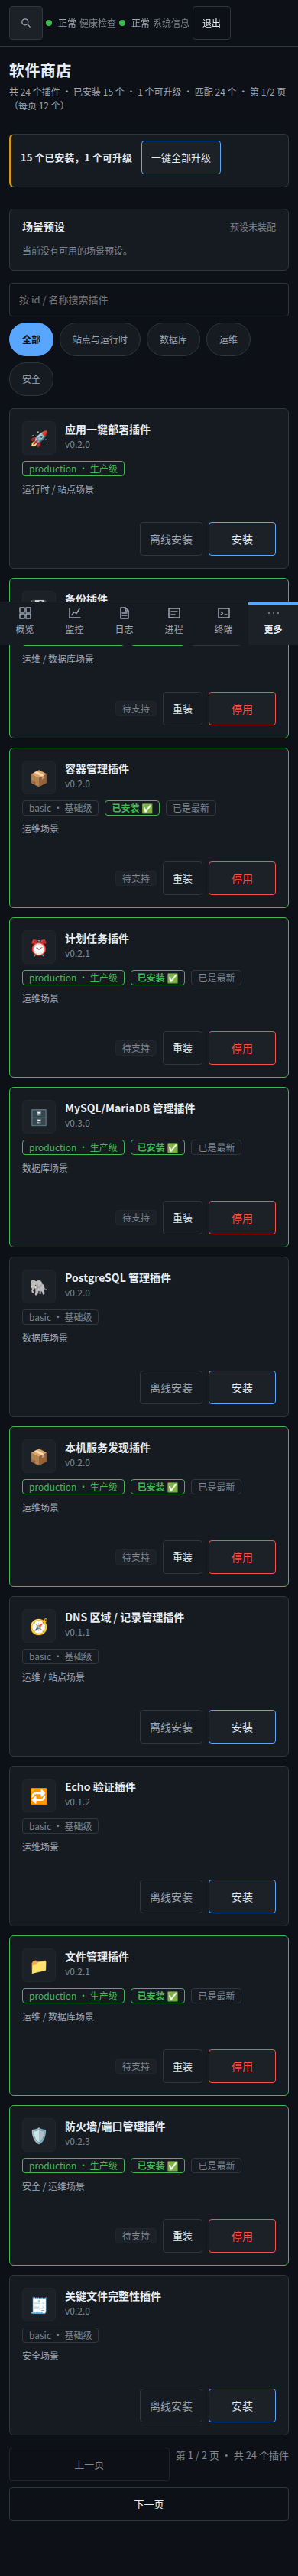 正常 健康检查 正常 系统信息 退出
软件商店
共 24 个插件 · 已安装 15 个 · 1 个可升级 · 匹配 24 个 · 第 1/2 页
（每页 12 个）
15 个已安装，1 个可升级 一键全部升级
场景预设 预设未装配
当前没有可用的场景预设。
按 id / 名称搜索插件
全部 站点与运行时 数据库 运维
安全
应用一键部署插件
v0.2.0
production · 生产级
运行时 / 站点场景
离线安装 安装
备份插件
概览 监控 日志 进程 终端 更多
运维 / 数据库场景
待支持 重装 停用
容器管理插件
v0.2.0
basic · 基础级 已安装 ✅ 已是最新
运维场景
待支持 重装 停用
计划任务插件
v0.2.1
production · 生产级 已安装 ✅ 已是最新
运维场景
待支持 重装 停用
MySQL/MariaDB 管理插件
v0.3.0
production · 生产级 已安装 ✅ 已是最新
数据库场景
待支持 重装 停用
PostgreSQL 管理插件
v0.2.0
basic · 基础级
数据库场景
离线安装 安装
本机服务发现插件
v0.2.0
production · 生产级 已安装 ✅ 已是最新
运维场景
待支持 重装 停用
DNS 区域 / 记录管理插件
v0.1.1
basic · 基础级
运维 / 站点场景
离线安装 安装
Echo 验证插件
v0.1.2
basic · 基础级
运维场景
离线安装 安装
文件管理插件
v0.2.1
production · 生产级 已安装 ✅ 已是最新
运维 / 数据库场景
待支持 重装 停用
防火墙/端口管理插件
v0.2.3
production · 生产级 已安装 ✅ 已是最新
安全 / 运维场景
待支持 重装 停用
关键文件完整性插件
v0.2.0
basic · 基础级
安全场景
离线安装 安装
上一页 第 1 / 2 页 · 共 24 个插件
下一页